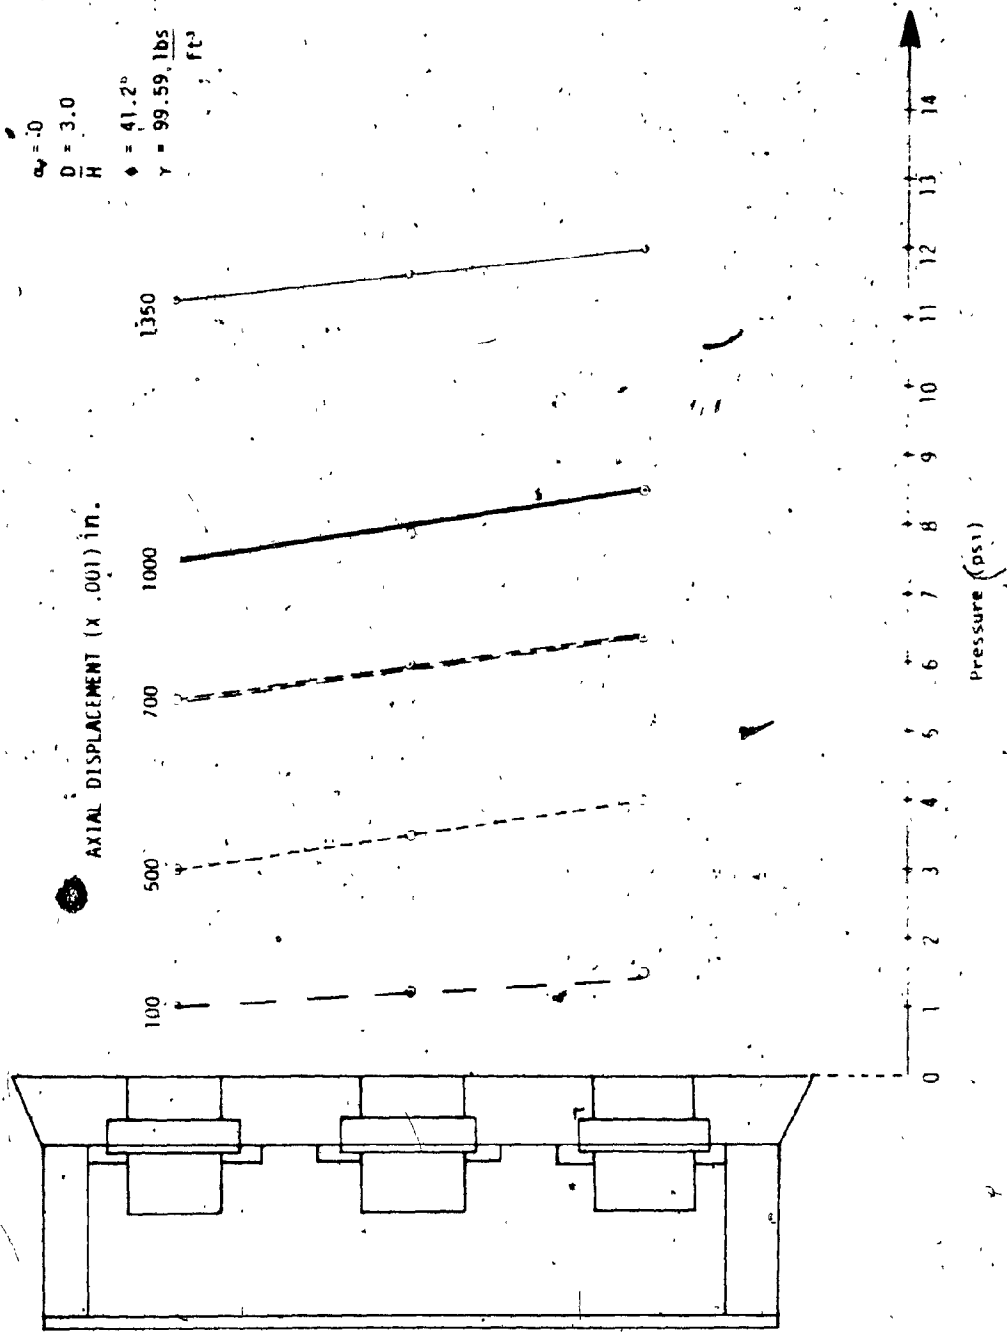 αᵥ = 0
D = 3.0
H
φ = 41.2°
γ = 99.59 lbs
ft³
AXIAL DISPLACEMENT (X .001) in.
100
500
700
1000
1350
0 1 2 3 4 5 6 7 8 9 10 11 12 13 14
Pressure (psi)